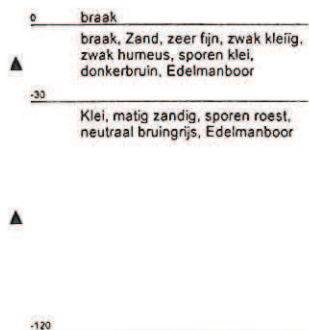 0 braak
braak, Zand, zeer fijn, zwak kleiïg,
zwak humeus, sporen klei,
donkerbruin, Edelmanboor
-30
Klei, matig zandig, sporen roest,
neutraal bruingrijs, Edelmanboor
-120